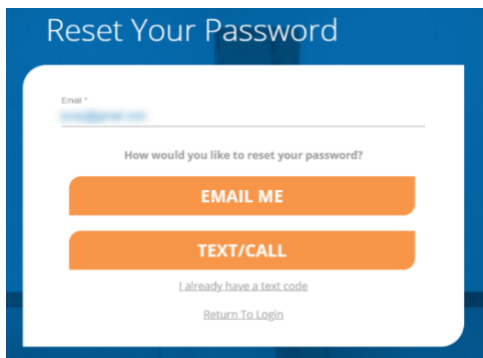 Reset Your Password
Email *
How would you like to reset your password?
EMAIL ME
TEXT/CALL
I already have a text code
Return To Login